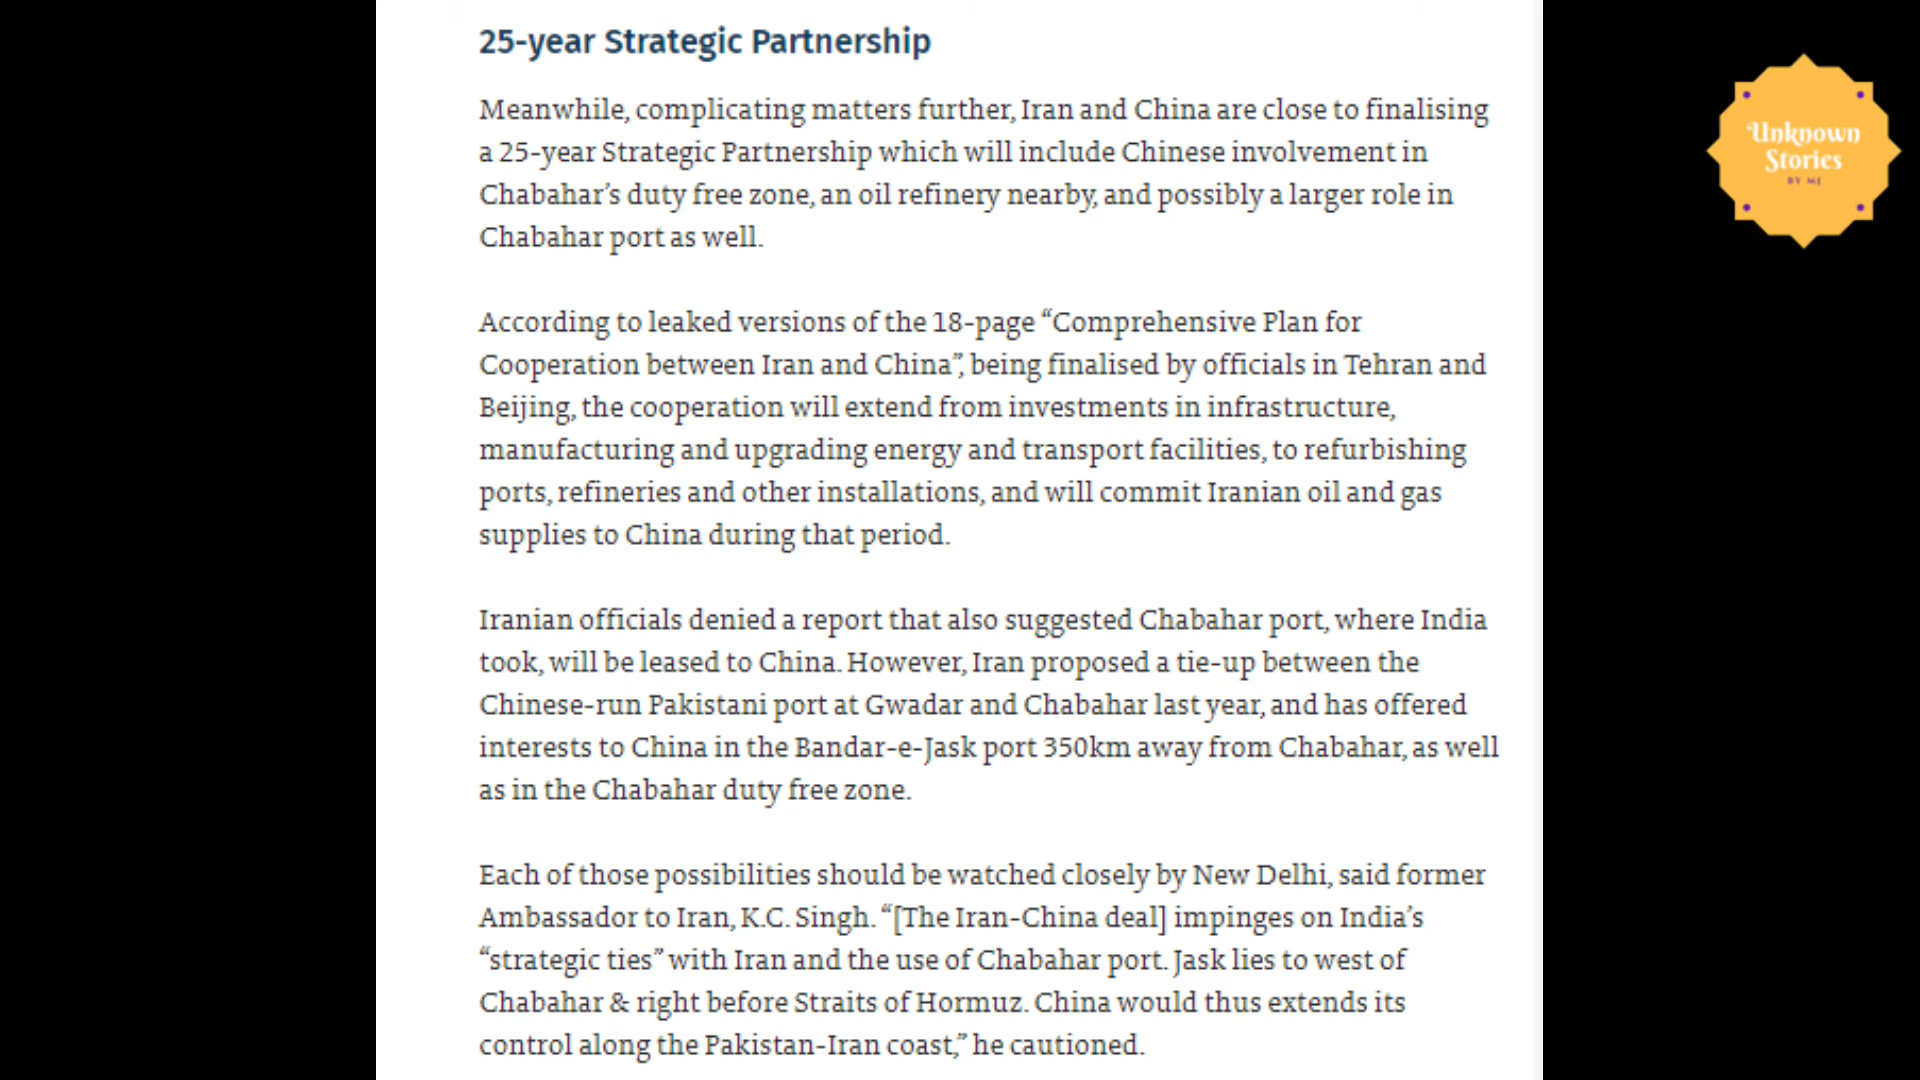 25-year Strategic Partnership
Meanwhile, complicating matters further, Iran and China are close to finalising
a 25-year Strategic Partnership which will include Chinese involvement in
Chabahar’s duty free zone, an oil refinery nearby, and possibly a larger role in
Chabahar port as well.
According to leaked versions of the 18-page “Comprehensive Plan for
Cooperation between Iran and China”, being finalised by officials in Tehran and
Beijing, the cooperation will extend from investments in infrastructure,
manufacturing and upgrading energy and transport facilities, to refurbishing
ports, refineries and other installations, and will commit Iranian oil and gas
supplies to China during that period.
Iranian officials denied a report that also suggested Chabahar port, where India
took, will be leased to China. However, Iran proposed a tie-up between the
Chinese-run Pakistani port at Gwadar and Chabahar last year, and has offered
interests to China in the Bandar-e-Jask port 350km away from Chabahar, as well
as in the Chabahar duty free zone.
Each of those possibilities should be watched closely by New Delhi, said former
Ambassador to Iran, K.C. Singh. “[The Iran-China deal] impinges on India’s
“strategic ties” with Iran and the use of Chabahar port. Jask lies to west of
Chabahar & right before Straits of Hormuz. China would thus extends its
control along the Pakistan-Iran coast,” he cautioned.
Unknown
Stories
BY MJ